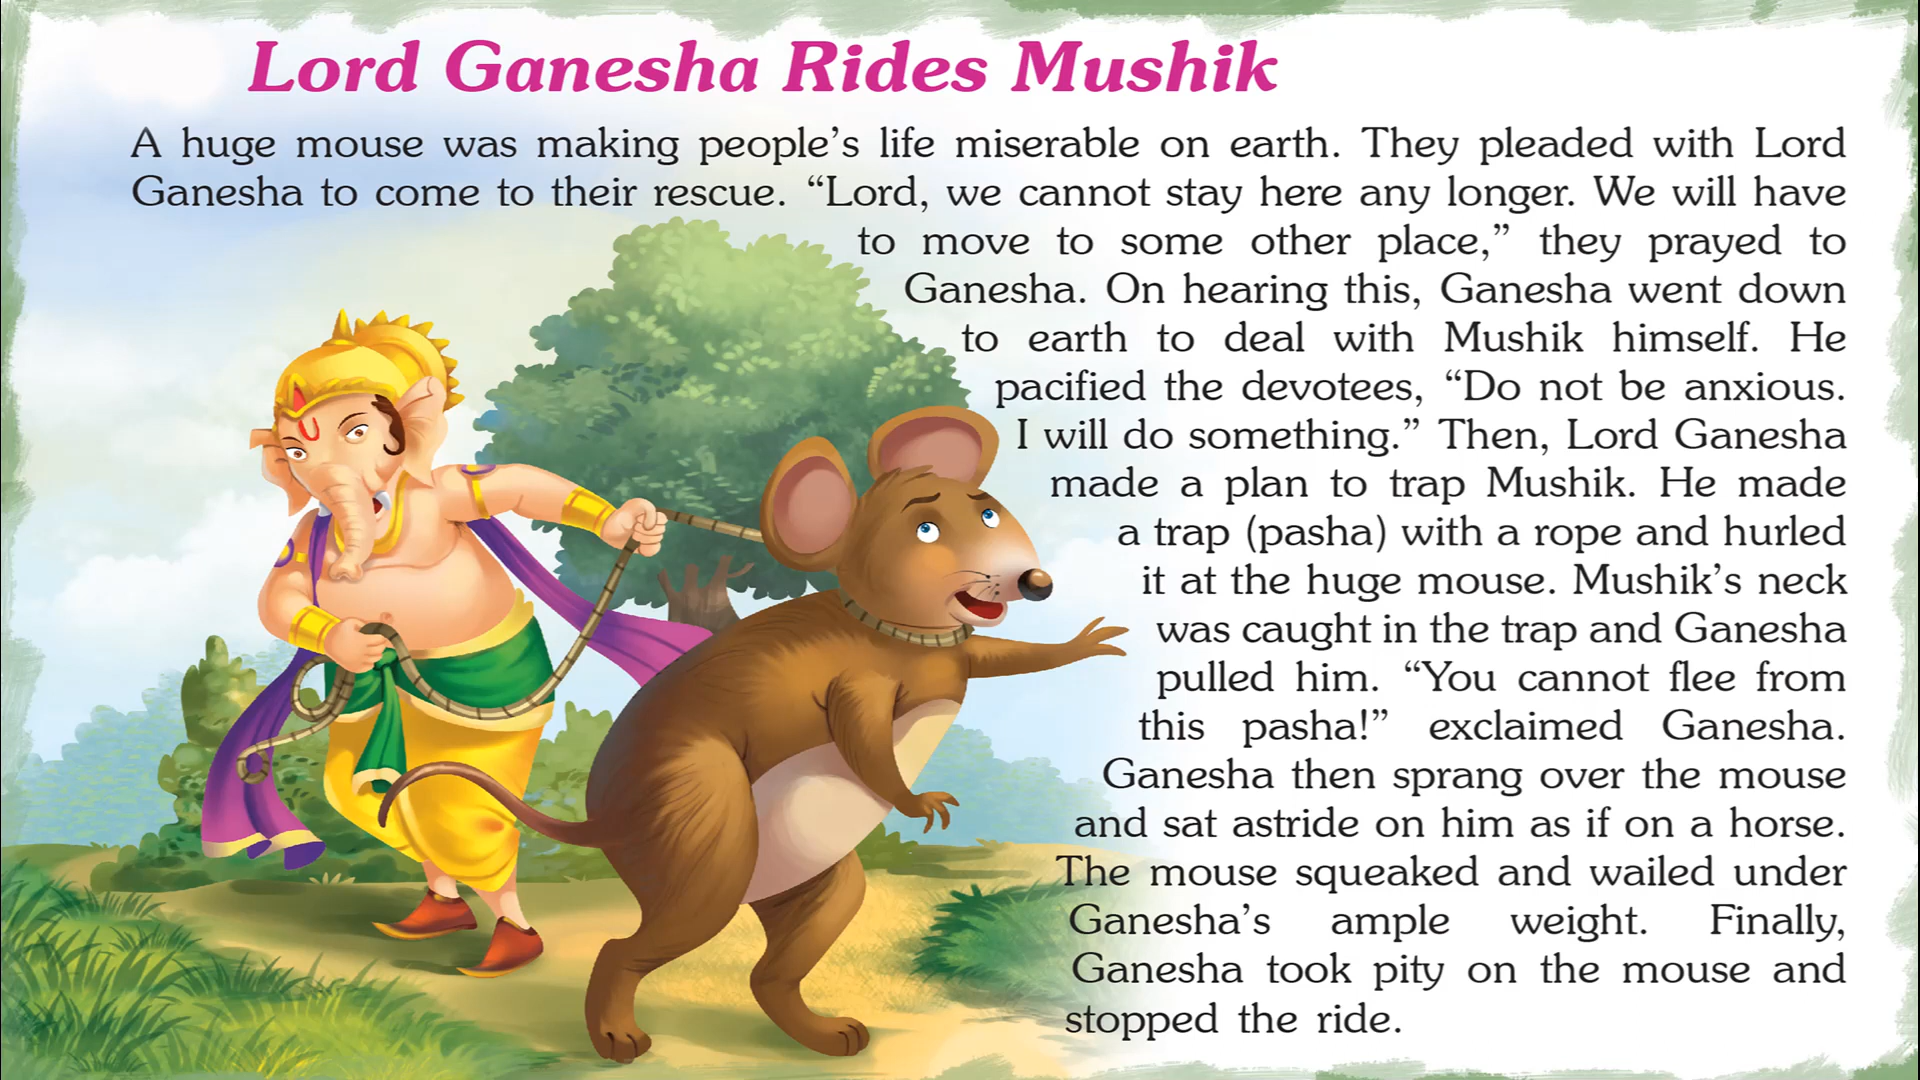 Lord Ganesha Rides Mushik
A huge mouse was making people’s life miserable on earth. They pleaded with Lord
Ganesha to come to their rescue. “Lord, we cannot stay here any longer. We will have
to move to some other place,” they prayed to
Ganesha. On hearing this, Ganesha went down
to earth to deal with Mushik himself. He
pacified the devotees, “Do not be anxious.
I will do something.” Then, Lord Ganesha
made a plan to trap Mushik. He made
a trap (pasha) with a rope and hurled
it at the huge mouse. Mushik’s neck
was caught in the trap and Ganesha
pulled him. “You cannot flee from
this pasha!” exclaimed Ganesha.
Ganesha then sprang over the mouse
and sat astride on him as if on a horse.
The mouse squeaked and wailed under
Ganesha’s ample weight. Finally,
Ganesha took pity on the mouse and
stopped the ride.